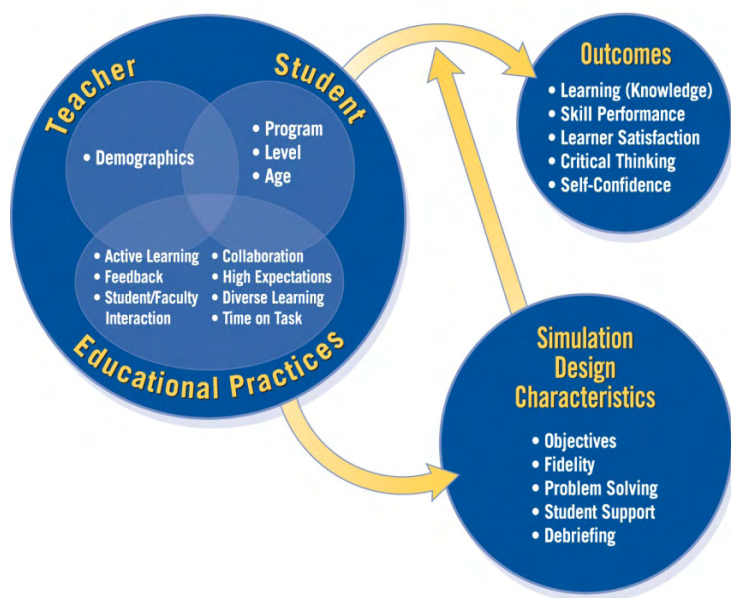 Teacher
Student
• Demographics
• Program
• Level
• Age
• Active Learning
• Feedback
• Student/Faculty
Interaction
• Collaboration
• High Expectations
• Diverse Learning
• Time on Task
Educational Practices
Outcomes
• Learning (Knowledge)
• Skill Performance
• Learner Satisfaction
• Critical Thinking
• Self-Confidence
Simulation
Design
Characteristics
• Objectives
• Fidelity
• Problem Solving
• Student Support
• Debriefing